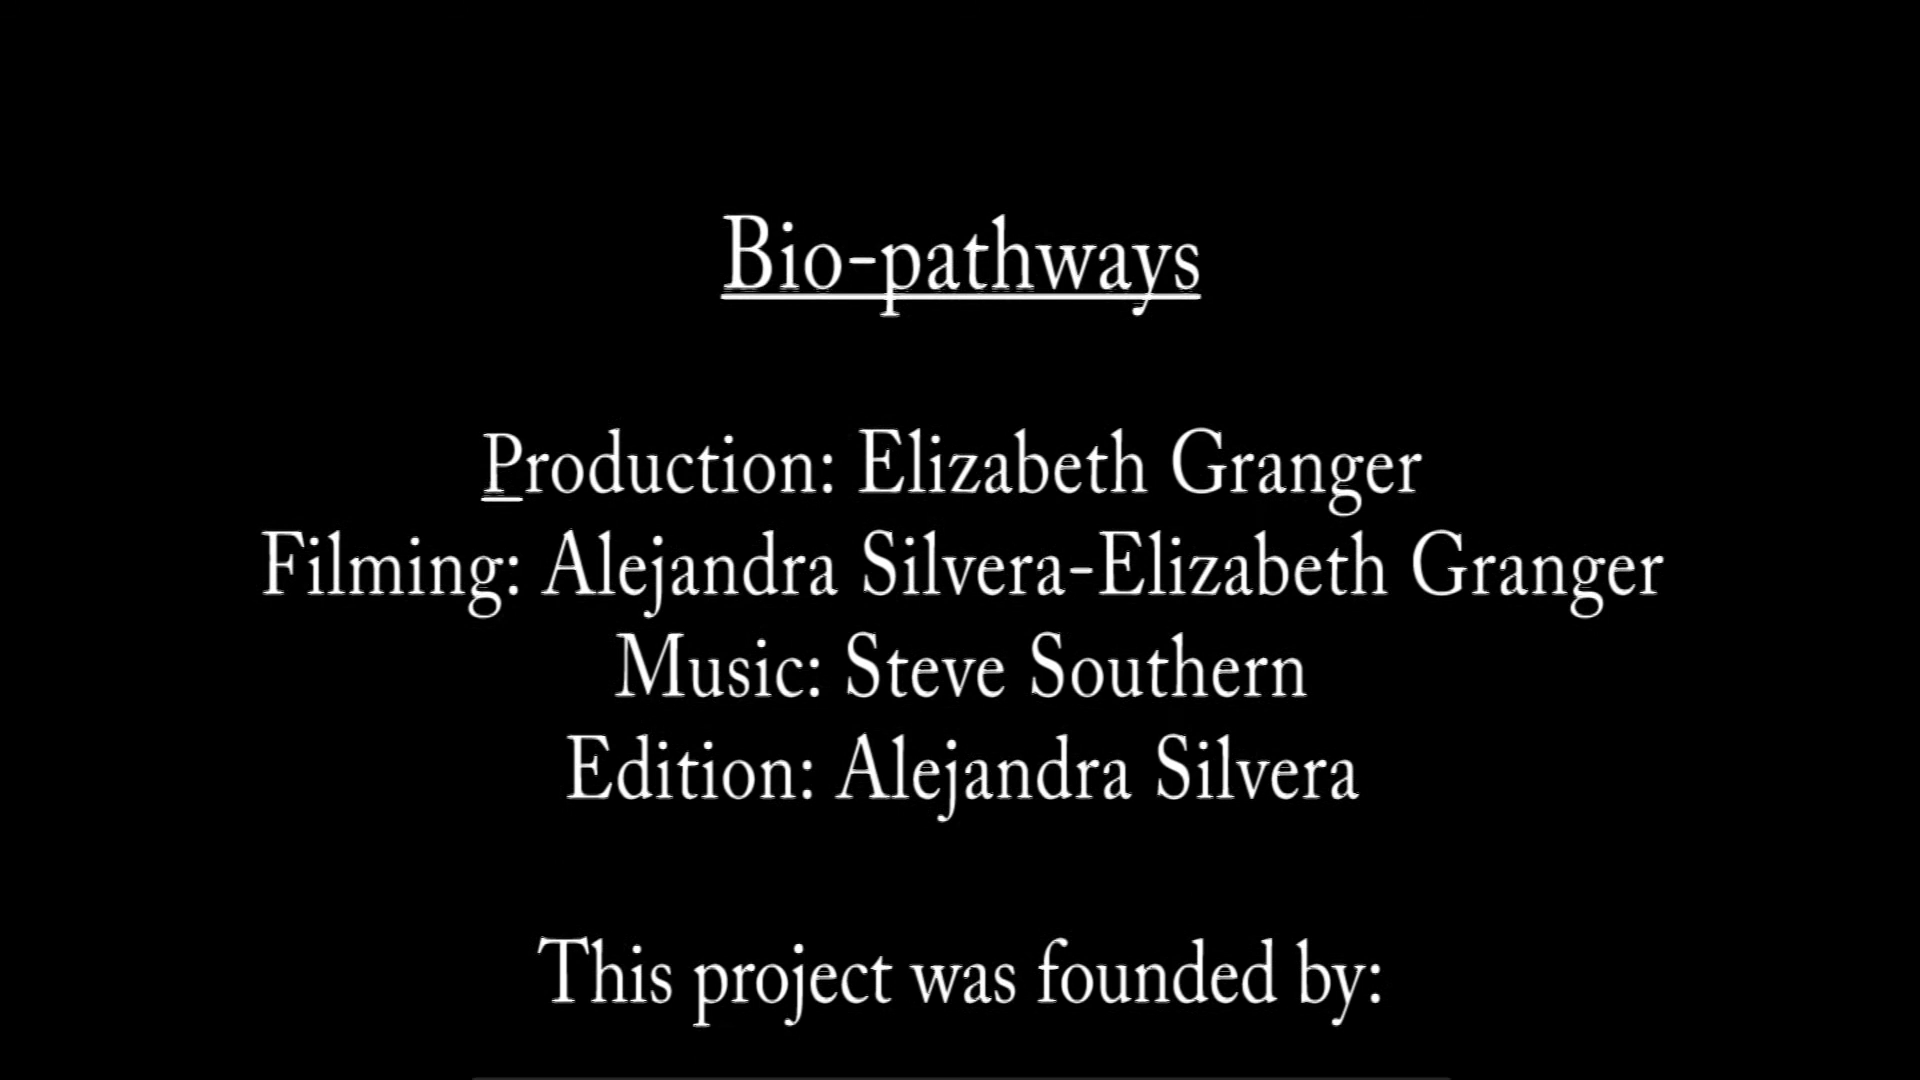 Bio-pathways
Production: Elizabeth Granger
Filming: Alejandra Silvera-Elizabeth Granger
Music: Steve Southern
Edition: Alejandra Silvera
This project was founded by: